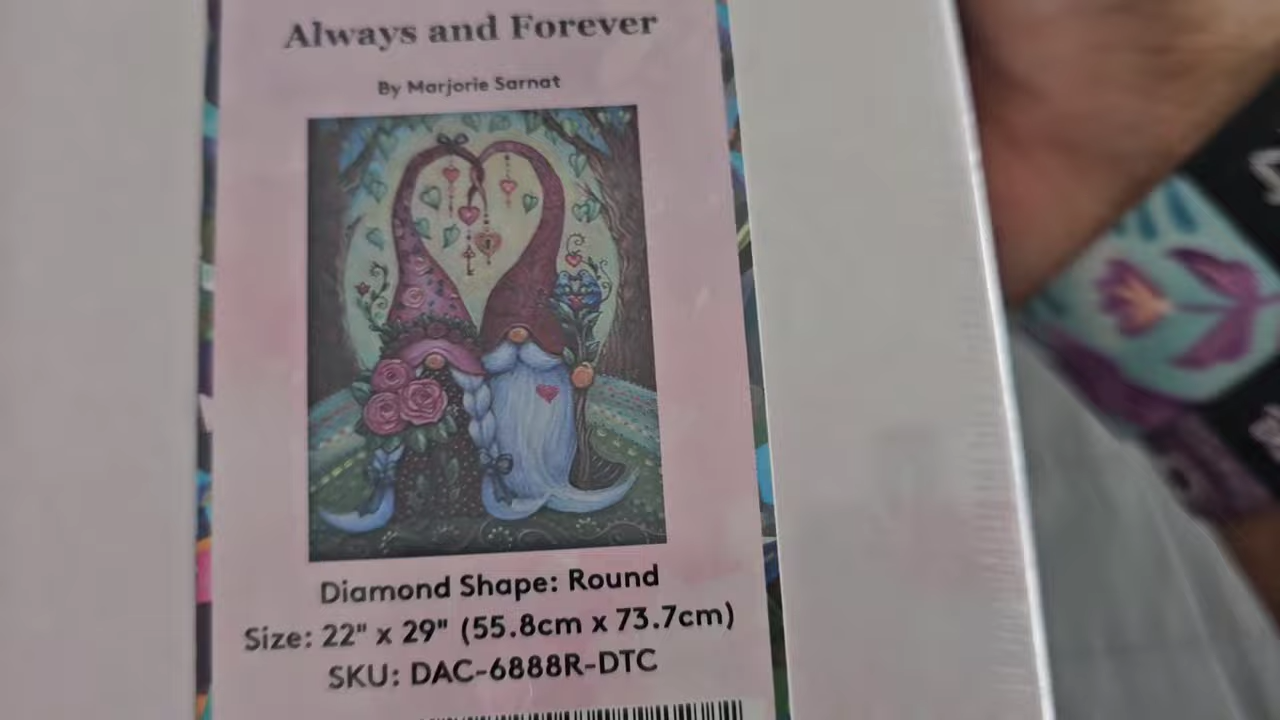 Always and Forever
By Marjorie Sarnat
Diamond Shape: Round
Size: 22" x 29" (55.8cm x 73.7cm)
SKU: DAC-6888R-DTC